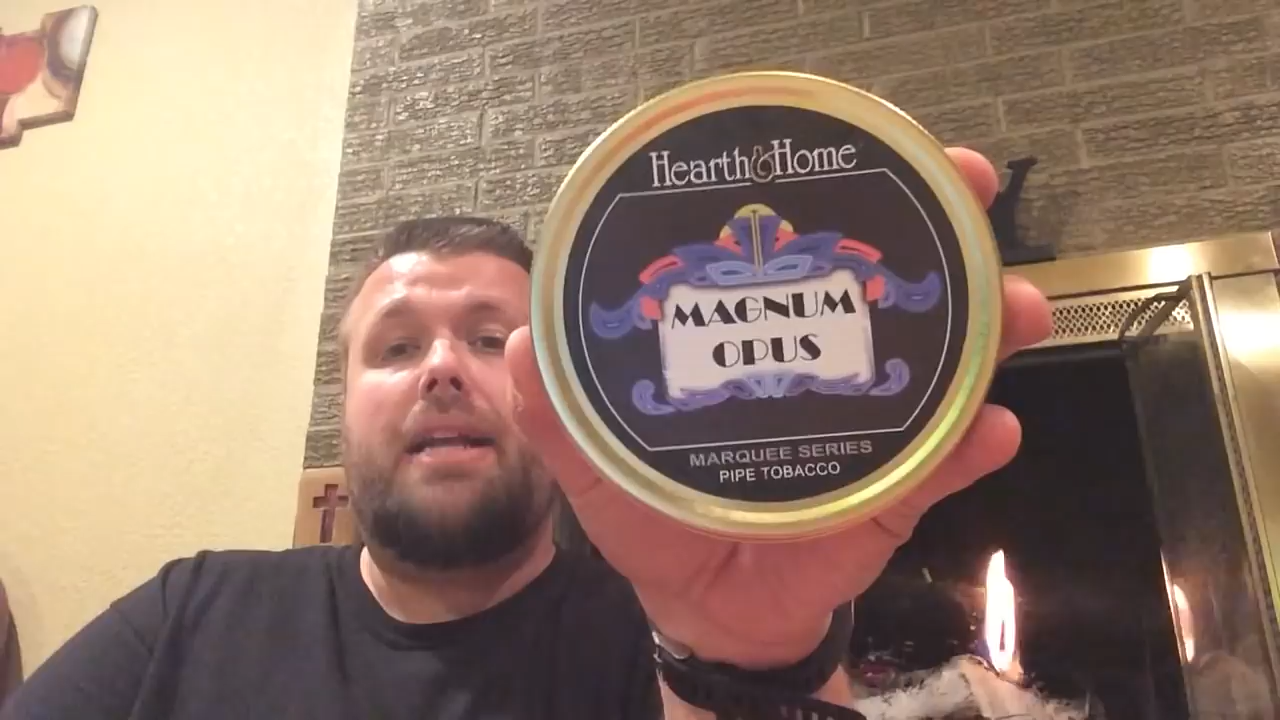 Hearth & Home
MAGNUM
OPUS
MARQUEE SERIES
PIPE TOBACCO